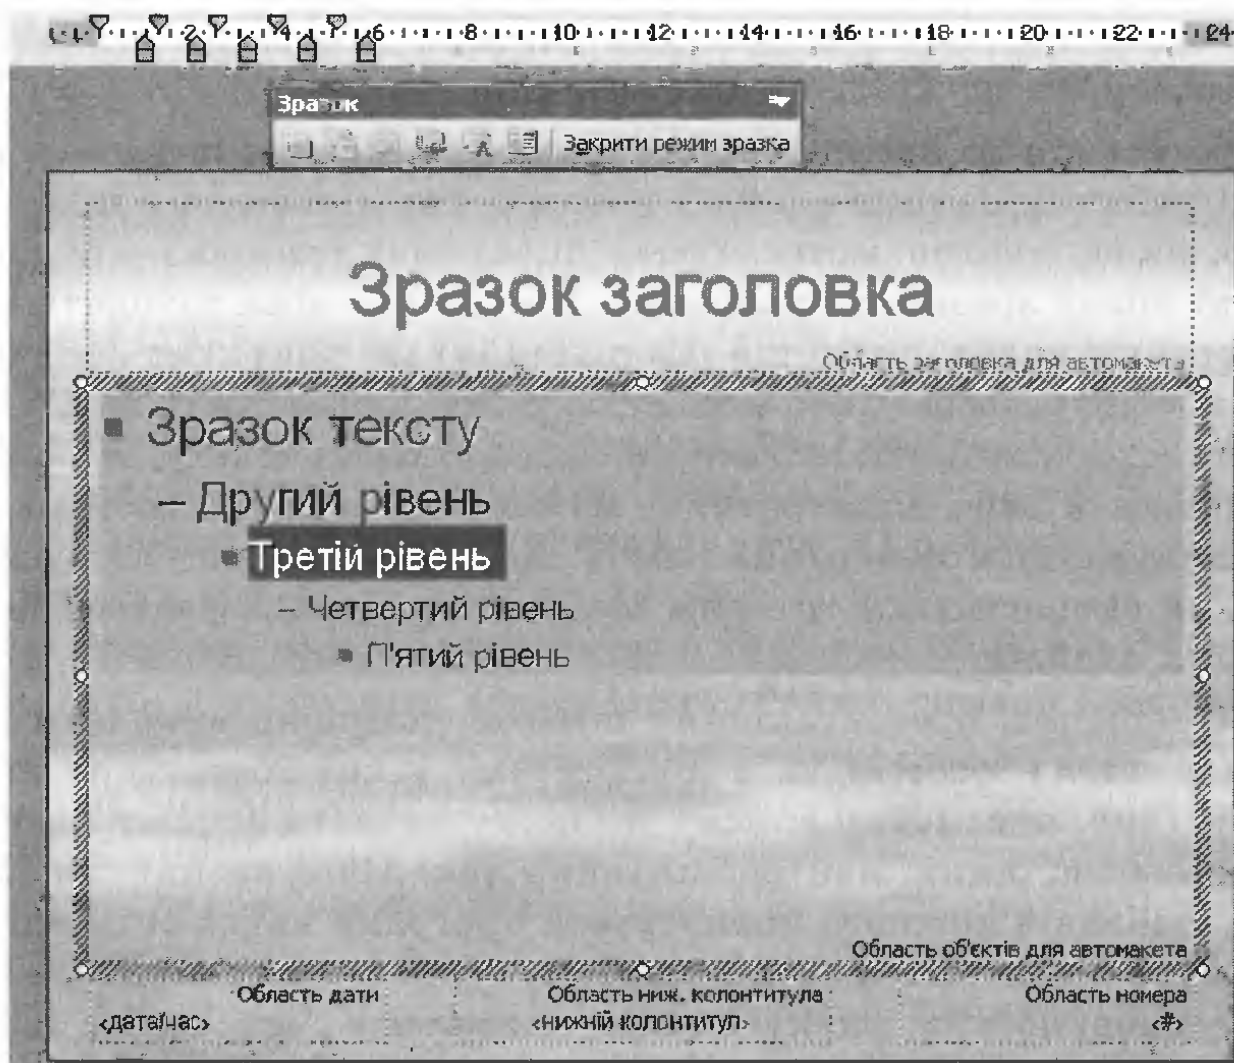 1 2 4 6 8 10 12 14 16 18 20 22 24
Зразок
Закрити режим зразка
Зразок заголовка
Область заголовка для автомакета
▪ Зразок тексту
– Другий рівень
▪ Третій рівень
– Четвертий рівень
▪ П'ятий рівень
Область об'єктів для автомакета
Область дати Область ниж. колонтитула Область номера
<дата/час> <нижній колонтитул> <#>